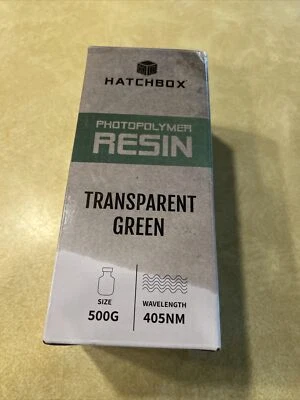 HATCHBOX
PHOTOPOLYMER
RESIN
TRANSPARENT
GREEN
SIZE
500G
WAVELENGTH
405NM